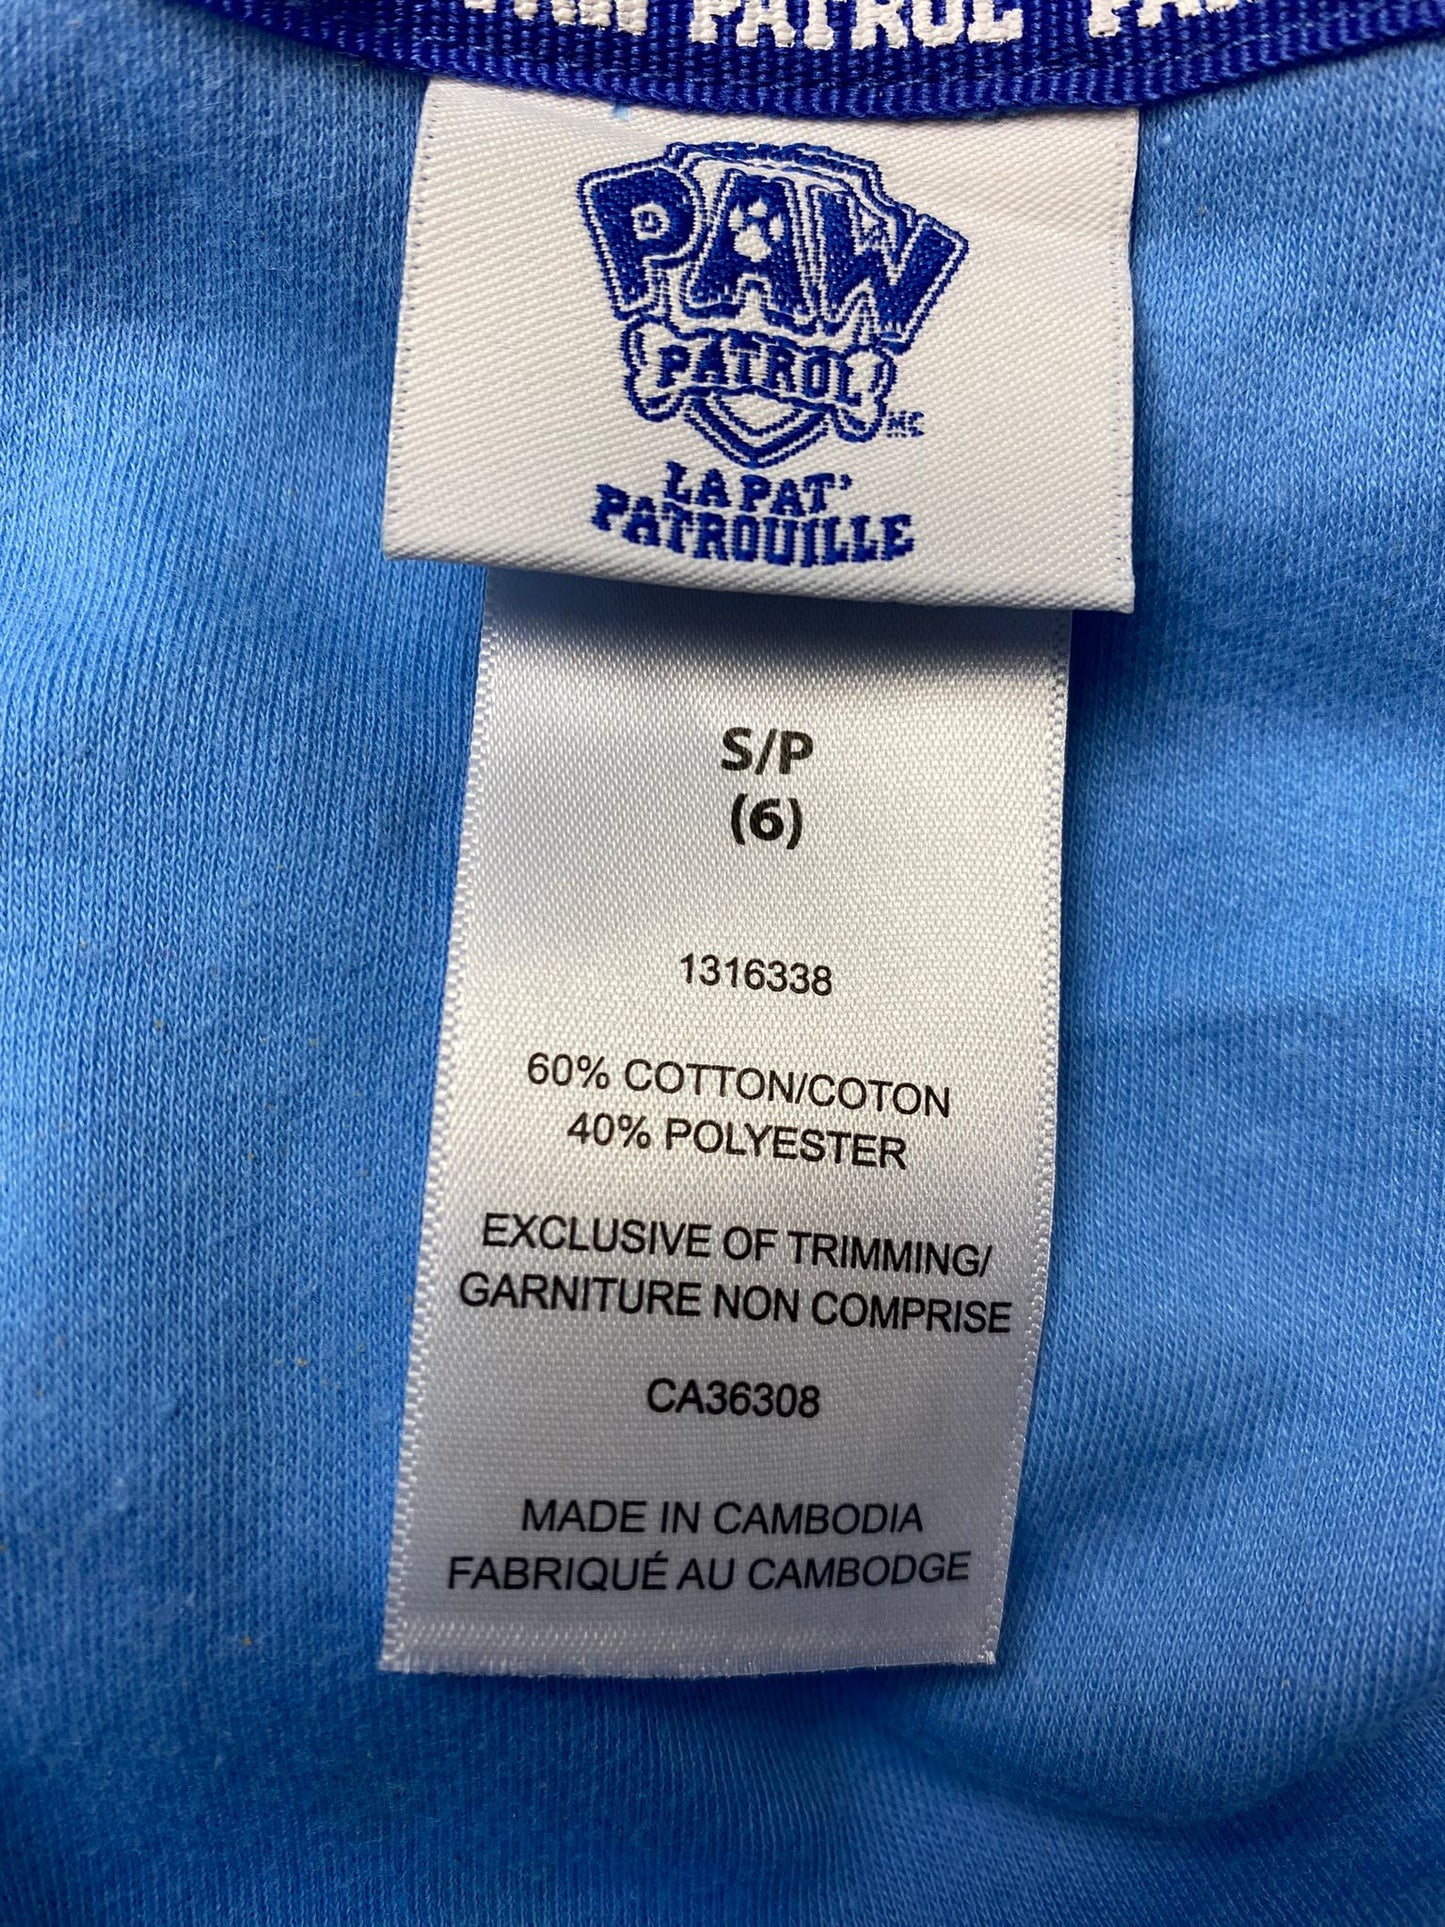 PATROL
PAW
PATROL
MC
LA PAT'
PATROUILLE
S/P
(6)
1316338
60% COTTON/COTON
40% POLYESTER
EXCLUSIVE OF TRIMMING/
GARNITURE NON COMPRISE
CA36308
MADE IN CAMBODIA
FABRIQUÉ AU CAMBODGE